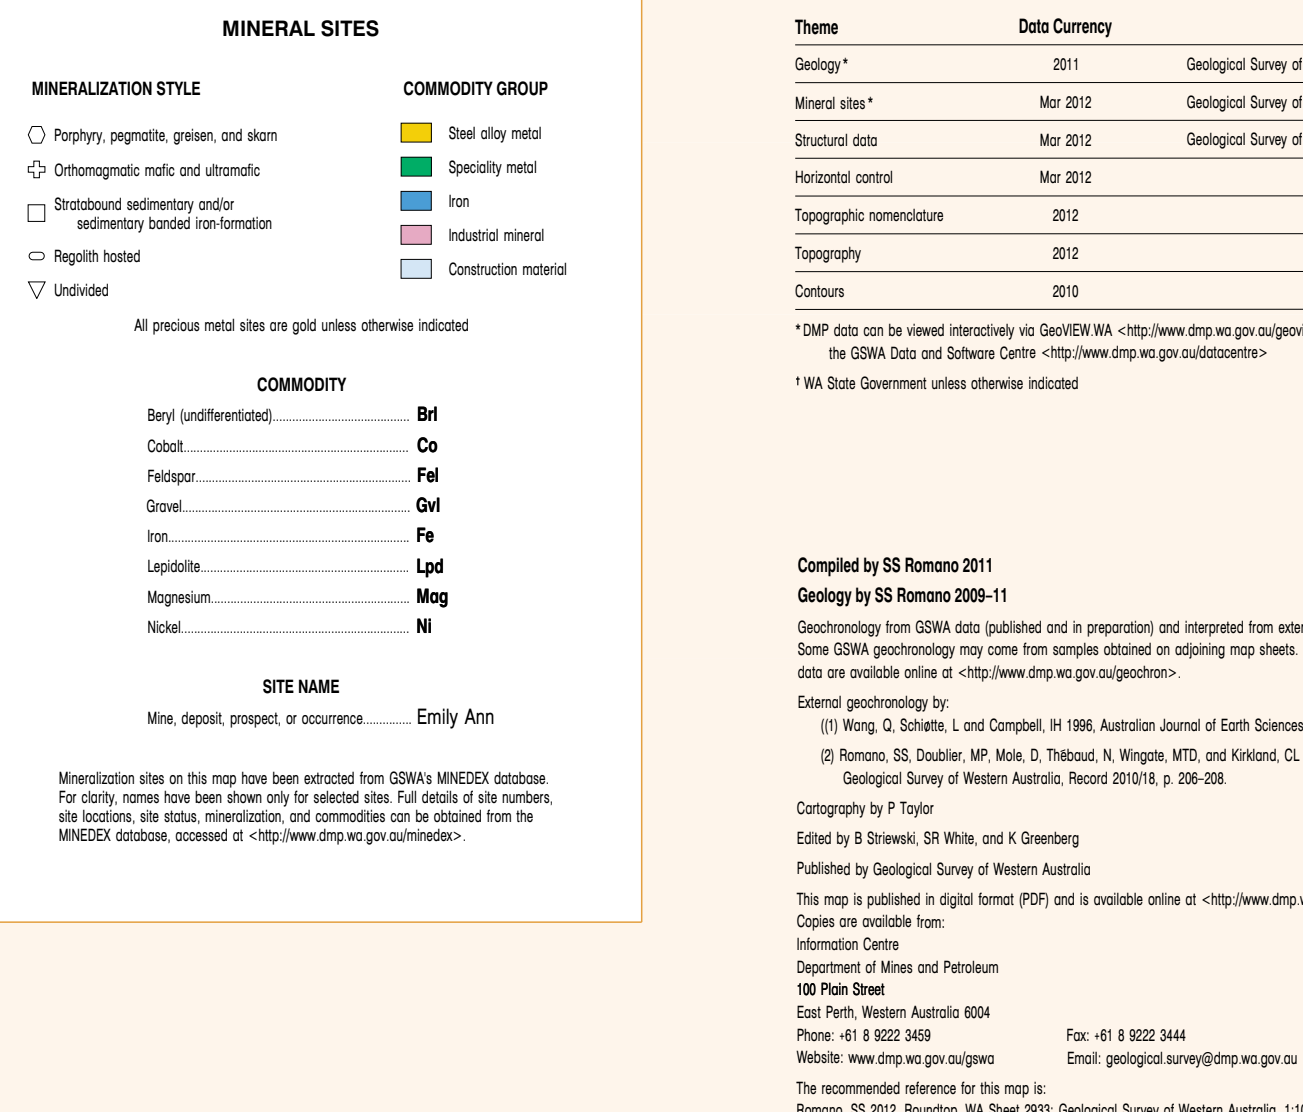 MINERAL SITES
MINERALIZATION STYLE
Porphyry, pegmatite, greisen, and skarn
Orthomagmatic mafic and ultramafic
Stratabound sedimentary and/or
sedimentary banded iron-formation
Regolith hosted
Undivided
COMMODITY GROUP
Steel alloy metal
Speciality metal
Iron
Industrial mineral
Construction material
All precious metal sites are gold unless otherwise indicated
COMMODITY
Beryl (undifferentiated).......................................... Brl
Cobalt..................................................................... Co
Feldspar.................................................................. Fel
Gravel...................................................................... Gvl
Iron.......................................................................... Fe
Lepidolite................................................................ Lpd
Magnesium............................................................. Mag
Nickel...................................................................... Ni
SITE NAME
Mine, deposit, prospect, or occurrence............... Emily Ann
Mineralization sites on this map have been extracted from GSWA's MINEDEX database.
For clarity, names have been shown only for selected sites. Full details of site numbers,
site locations, site status, mineralization, and commodities can be obtained from the
MINEDEX database, accessed at <http://www.dmp.wa.gov.au/minedex>.
Theme Data Currency
Geology* 2011 Geological Survey of
Mineral sites* Mar 2012 Geological Survey of
Structural data Mar 2012 Geological Survey of
Horizontal control Mar 2012
Topographic nomenclature 2012
Topography 2012
Contours 2010
* DMP data can be viewed interactively via GeoVIEW.WA <http://www.dmp.wa.gov.au/geovi
the GSWA Data and Software Centre <http://www.dmp.wa.gov.au/datacentre>
† WA State Government unless otherwise indicated
Compiled by SS Romano 2011
Geology by SS Romano 2009–11
Geochronology from GSWA data (published and in preparation) and interpreted from exter
Some GSWA geochronology may come from samples obtained on adjoining map sheets.
data are available online at <http://www.dmp.wa.gov.au/geochron>.
External geochronology by:
((1) Wang, Q, Schiøtte, L and Campbell, IH 1996, Australian Journal of Earth Sciences
(2) Romano, SS, Doublier, MP, Mole, D, Thébaud, N, Wingate, MTD, and Kirkland, CL
Geological Survey of Western Australia, Record 2010/18, p. 206–208.
Cartography by P Taylor
Edited by B Striewski, SR White, and K Greenberg
Published by Geological Survey of Western Australia
This map is published in digital format (PDF) and is available online at <http://www.dmp.w
Copies are available from:
Information Centre
Department of Mines and Petroleum
100 Plain Street
East Perth, Western Australia 6004
Phone: +61 8 9222 3459 Fax: +61 8 9222 3444
Website: www.dmp.wa.gov.au/gswa Email: geological.survey@dmp.wa.gov.au
The recommended reference for this map is:
Romano, SS 2012, Roundtop, WA Sheet 2933: Geological Survey of Western Australia, 1:10